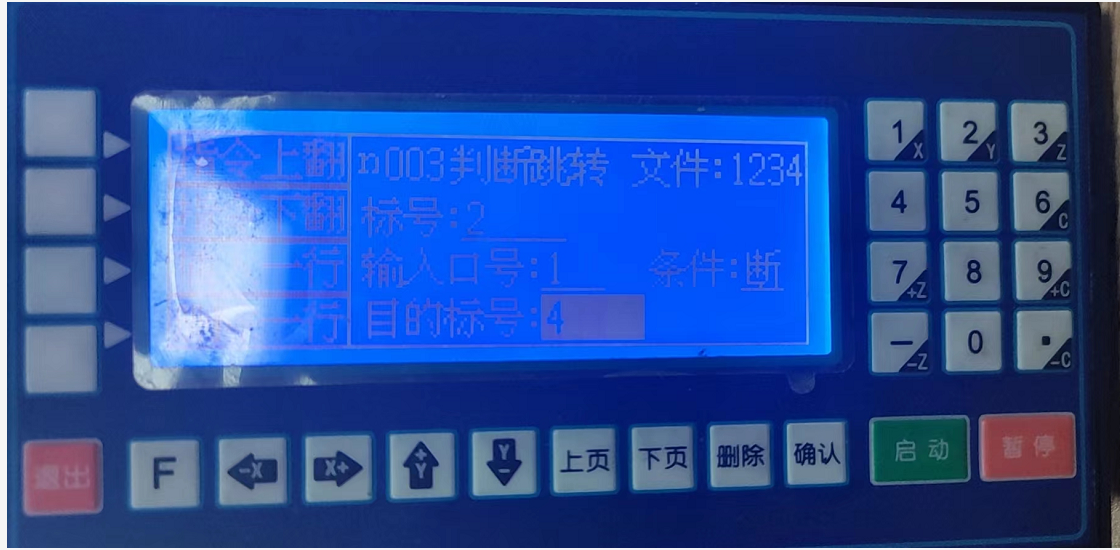 指令上翻
n003判断跳转 文件:1234
下翻
标号:2
一行
输入口号:1 条件:断
一行
目的标号:4
1 X
2 Y
3 Z
4
5
6 C
7 +Z
8
9 +C
— -Z
0
. -C
退出
F
-X
X+
+Y
Y-
上页
下页
删除
确认
启动
暂停